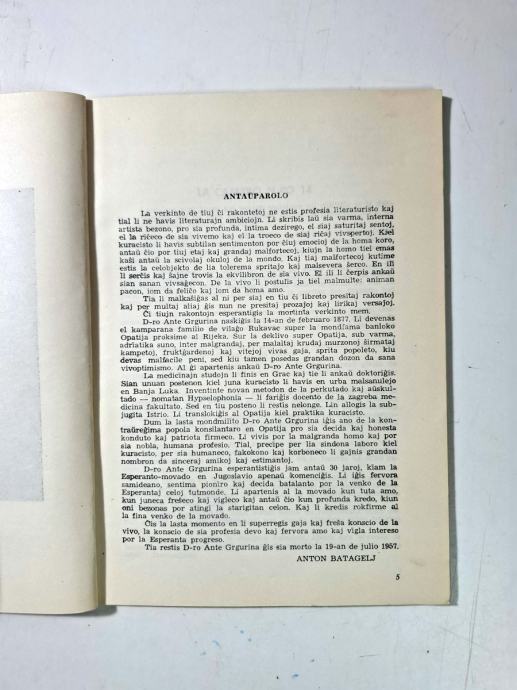 ANTAŬPAROLO
La verkinto de tiuj ĉi rakontetoj ne estis profesia literaturisto kaj
tial li ne havis literaturajn ambiciojn. Li skribis laŭ sia varma, interna
artista bezono, pro sia profunda, intima dezirego, el siaj saturitaj sentoj,
el la riĉeco de sia vivemo kaj el la troeco de siaj riĉaj vivspertoj. Kiel
kuracisto li havis subtilan sentimenton por ĉiuj emocioj de la homa koro,
antaŭ ĉio por tiuj etaj kaj grandaj malfortecoj, kiujn la homo tiel emas
kaŝi antaŭ la scivolaj okuloj de la mondo. Kaj tiaj malfortecoj kutime
estis la celobjekto de lia tolerema spritajo kaj malsevera ŝerco. En ili
li serĉis kaj ŝajne trovis la ekvilibron de sia vivo. El ili li ĉerpis ankaŭ
sian sanan vivsaĝecon. De la vivo li postulis ja tiel malmulte: animan
pacon, iom da feliĉo kaj iom da homa amo.
Tia li malkaŝiĝas al ni per siaj en tiu ĉi libreto presitaj rakontoj
kaj per multaj aliaj ĝis nun ne presitaj prozaĵoj kaj lirikaj versaĵoj.
Ĉi tiujn rakontojn esperantigis la mortinta verkinto mem.
D-ro Ante Grgurina naskiĝis la 14-an de februaro 1877. Li devenas
el kamparana familio de vilaĝo Rukavac super la mondfama banloko
Opatija proksime al Rijeka. Sur la deklivo super Opatija, sub varma,
adriatika suno, inter malgrandaj, per malaltaj krudaj murzonoj ŝirmataj
kampetoj, fruktĝardenoj kaj vitejoj vivas gaja, sprita popoleto, kiu
devas malfacile peni, sed kiu tamen posedas grandan dozon da sana
vivoptimismo. Al ĝi apartenis ankaŭ D-ro Ante Grgurina.
La medicinajn studojn li finis en Grac kaj tie li ankaŭ doktoriĝis.
Sian unuan postenon kiel juna kuracisto li havis en urba malsanulejo
en Banja Luka. Inventinte novan metodon de la perkutado kaj aŭskul-
tado — nomatan Hypselophonia — li fariĝis docento de la zagreba me-
dicina fakultato. Sed en tiu posteno li restis nelonge. Lin allogis la sub-
jugita Istrio. Li transloĝiĝis al Opatija kiel praktika kuracisto.
Dum la lasta mondmilito D-ro Ante Grgurina iĝis ano de la kon-
traŭreĝima popola konsilantaro en Opatija pro sia decida kaj honesta
konduto kaj patriota firmeco. Li vivis por la malgranda homo kaj por
sia nobla, humana profesio. Tial, precipe per lia sindona laboro kiel
kuracisto, per sia humaneco, fakokono kaj korboneco li gajnis grandan
nombron da sinceraj amikoj kaj estimantoj.
D-ro Ante Grgurina esperantistiĝis jam antaŭ 30 jaroj, kiam la
Esperanto-movado en Jugoslavio apenaŭ komenciĝis. Li iĝis fervora
samideano, sentima pioniro kaj decida batalanto por la venko de la
Esperantaj celoj tutmonde. Li apartenis al la movado kun tuta amo,
kun juneca freŝeco kaj vigleco kaj antaŭ ĉio kun profunda kredo, kiun
oni bezonas por atingi la starigitan celon. Kaj li kredis rokfirme al
la fina venko de la movado.
Ĉis la lasta momento en li superregis gaja kaj freŝa konscio de la
vivo, la konscio de sia profesia devo kaj fervora amo kaj vigla intereso
por la Esperanta progreso.
Tia restis D-ro Ante Grgurina ĝis sia morto la 19-an de julio 1957.
ANTON BATAGELJ
5